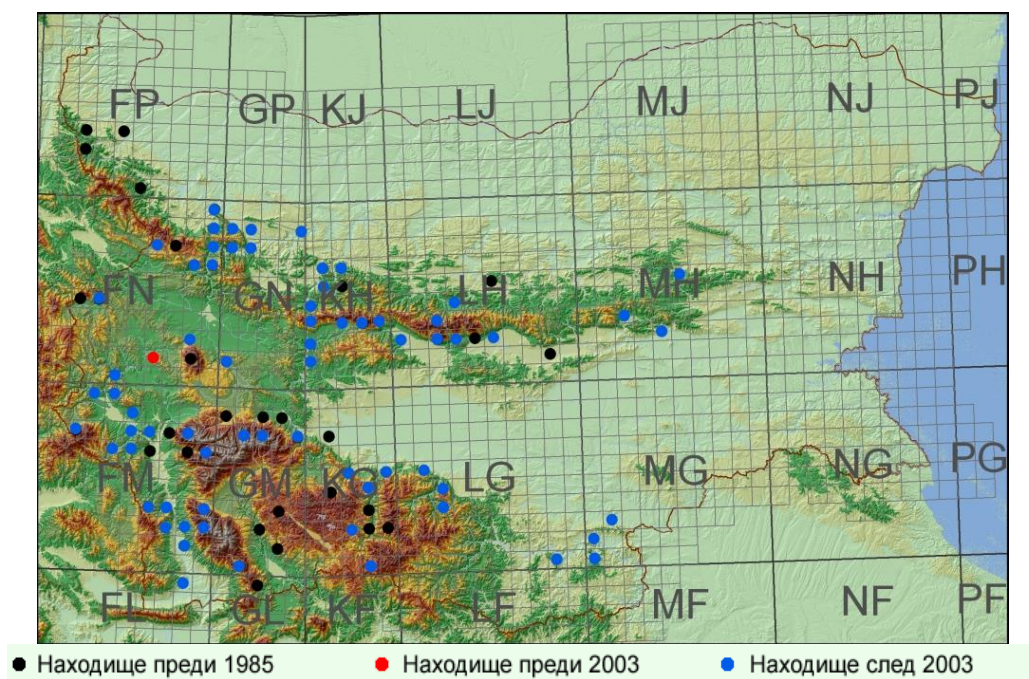 FP GP KJ LJ MJ NJ PJ
FN GN KH LH MH NH PH
FM GM KG LG MG NG PG
FL GL KF LF MF NF PF
Находище преди 1985 Находище преди 2003 Находище след 2003